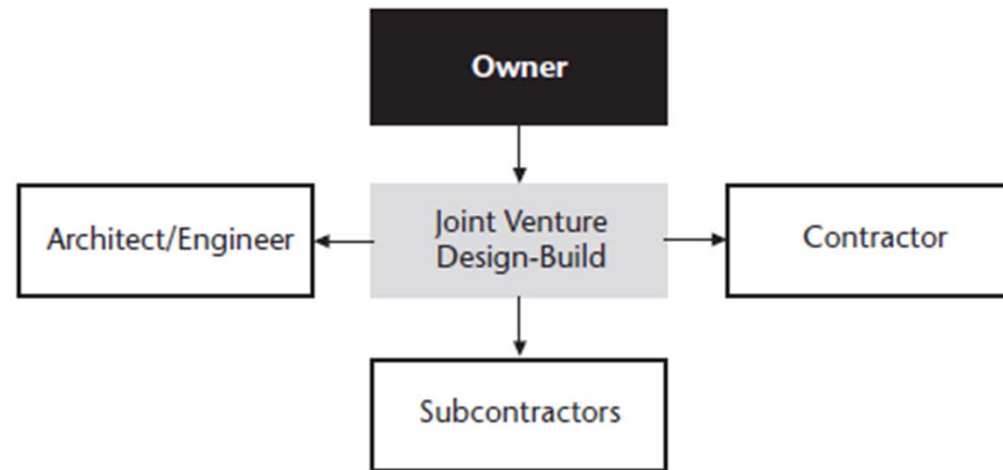 Owner
Architect/Engineer
Joint Venture
Design-Build
Contractor
Subcontractors